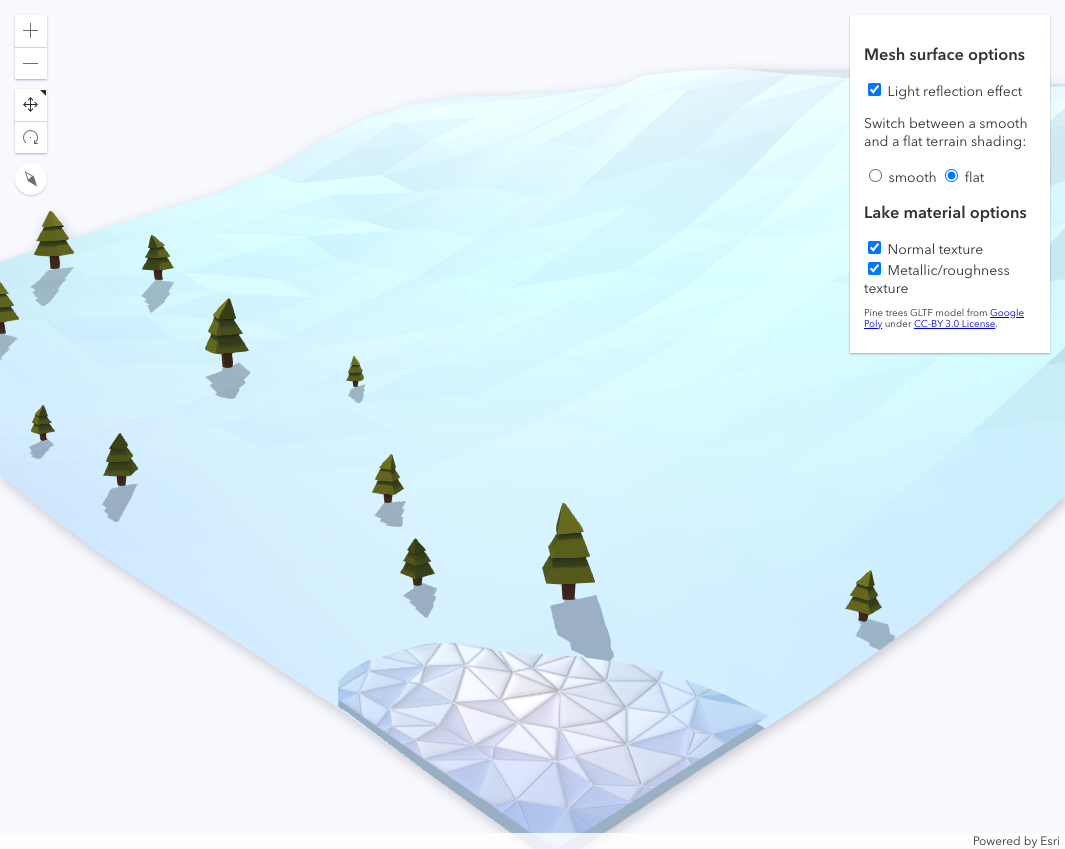 Mesh surface options
Light reflection effect
Switch between a smooth
and a flat terrain shading:
smooth flat
Lake material options
Normal texture
Metallic/roughness
texture
Pine trees GLTF model from Google
Poly under CC-BY 3.0 License.
Powered by Esri